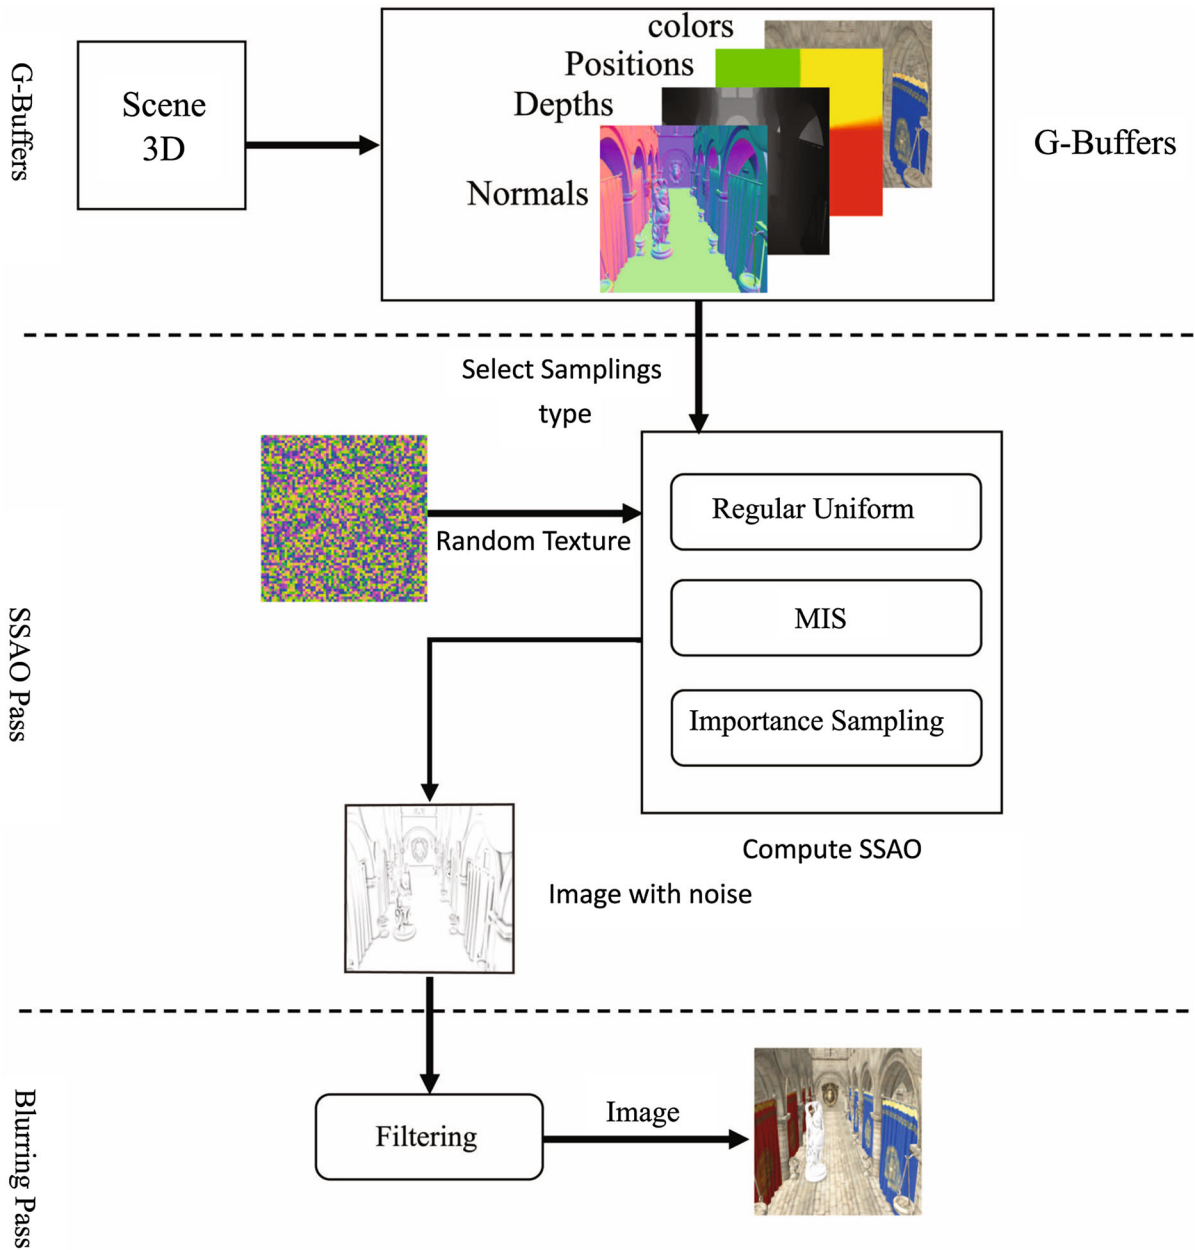 G-Buffers
Scene
3D
colors
Positions
Depths
Normals
G-Buffers
Select Samplings
type
Random Texture
Regular Uniform
MIS
Importance Sampling
SSAO Pass
Compute SSAO
Image with noise
Blurring Pass
Filtering
Image